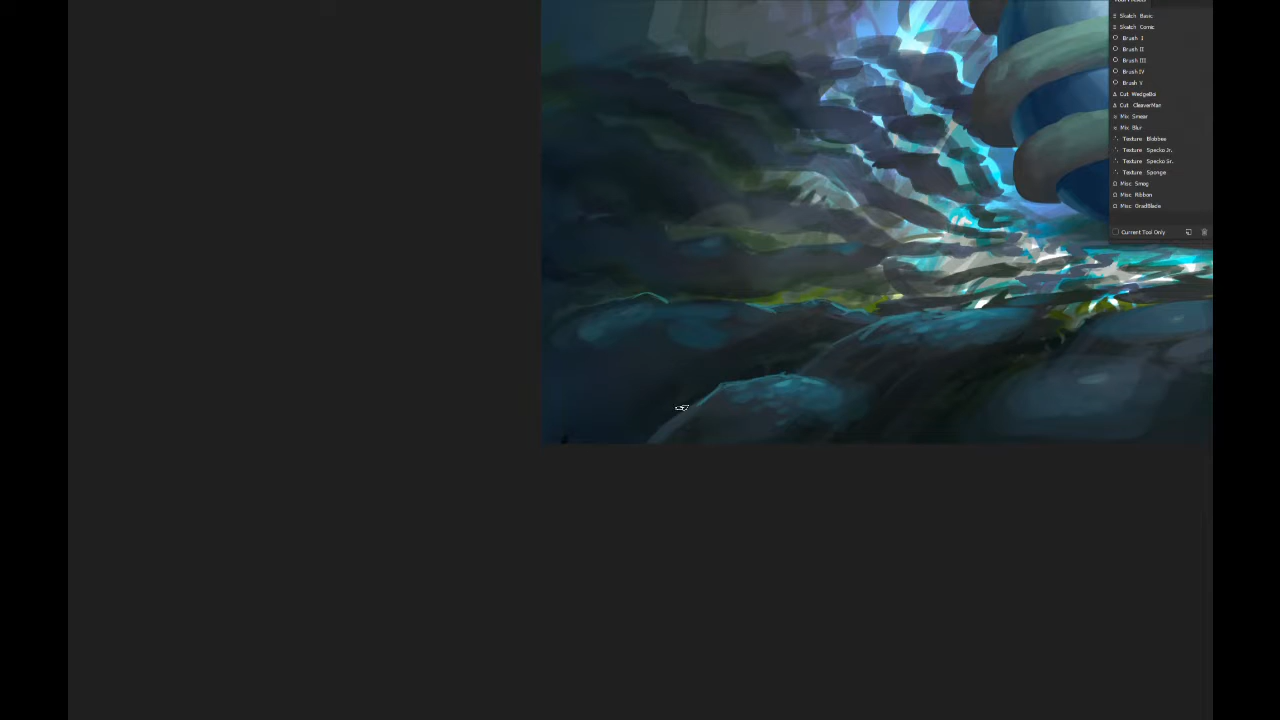 Sketch Basic
Sketch Comic
Brush I
Brush II
Brush III
Brush IV
Brush V
Cut WedgeBoi
Cut CleaverMan
Mix Smear
Mix Blur
Texture Blobbee
Texture Specko Jr.
Texture Specko Sr.
Texture Sponge
Misc Smog
Misc Ribbon
Misc GradBlade
Current Tool Only